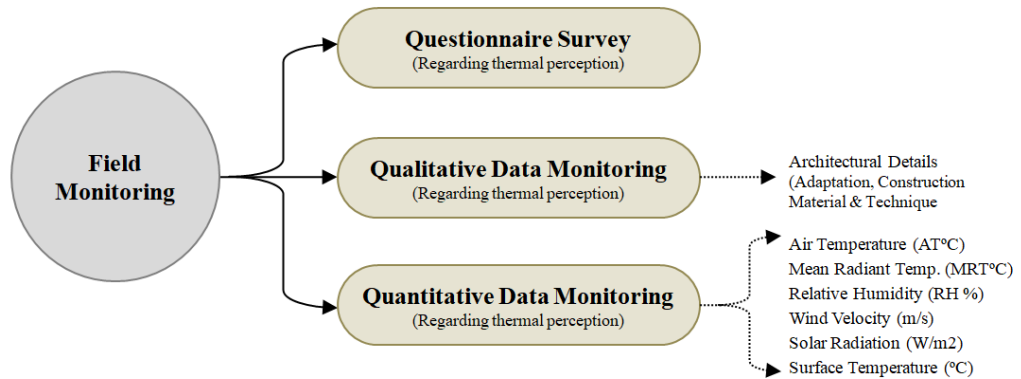 Field
Monitoring
Questionnaire Survey
(Regarding thermal perception)
Qualitative Data Monitoring
(Regarding thermal perception)
Architectural Details
(Adaptation, Construction
Material & Technique
Quantitative Data Monitoring
(Regarding thermal perception)
Air Temperature (ATºC)
Mean Radiant Temp. (MRTºC)
Relative Humidity (RH %)
Wind Velocity (m/s)
Solar Radiation (W/m2)
Surface Temperature (ºC)